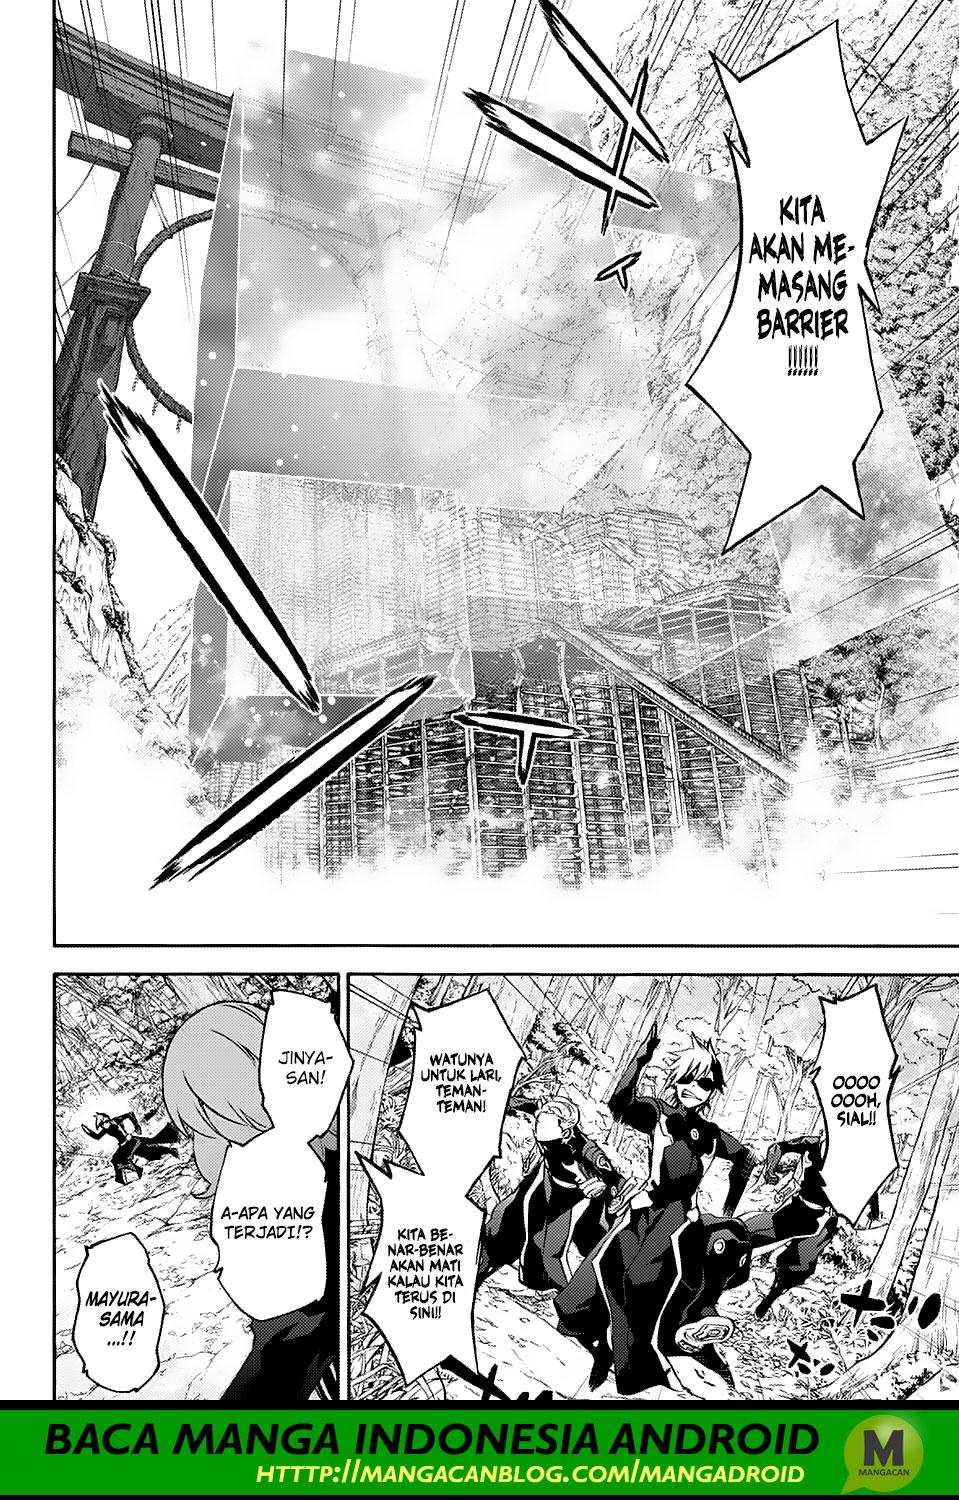 KITA
AKAN ME-
MASANG
BARRIER
!!!!!!
OOOO
OOOH,
SIAL!!
WATUNYA
UNTUK LARI,
TEMAN-
TEMAN!
KITA BE-
NAR-BENAR
AKAN MATI
KALAU KITA
TERUS DI
SINI!!
JINYA-
SAN!
A-APA YANG
TERJADI!?
MAYURA-
SAMA
...!!
BACA MANGA INDONESIA ANDROID
HTTTP://MANGACANBLOG.COM/MANGADROID
M
MANGACAN